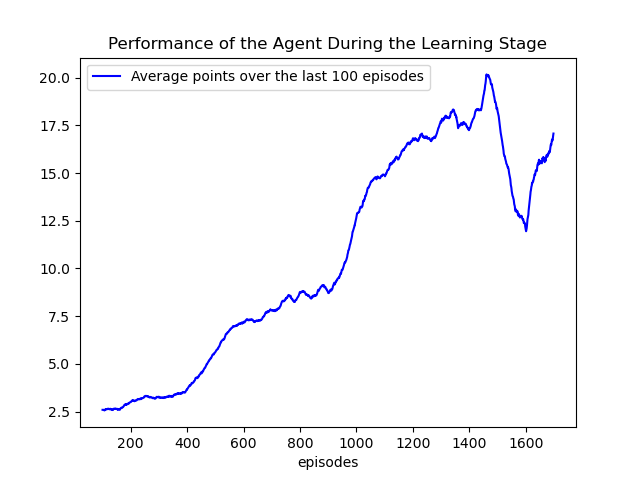 Performance of the Agent During the Learning Stage
Average points over the last 100 episodes
20.0
17.5
15.0
12.5
10.0
7.5
5.0
2.5
200 400 600 800 1000 1200 1400 1600
episodes